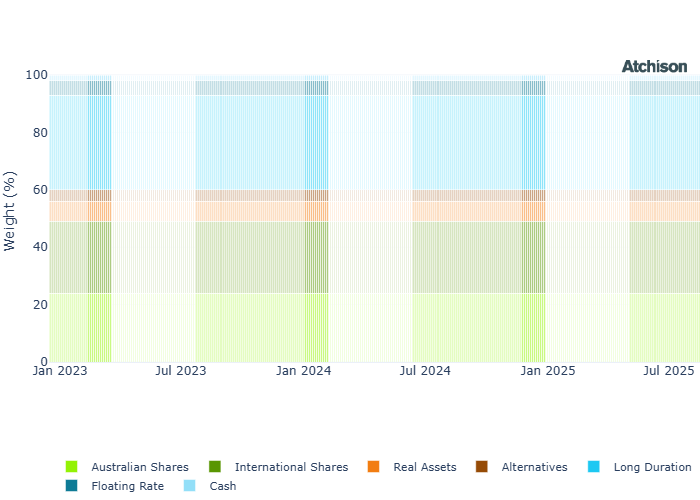 Atchison
100
80
60
40
20
0
Weight (%)
Jan 2023 Jul 2023 Jan 2024 Jul 2024 Jan 2025 Jul 2025
Australian Shares International Shares Real Assets Alternatives Long Duration
Floating Rate Cash